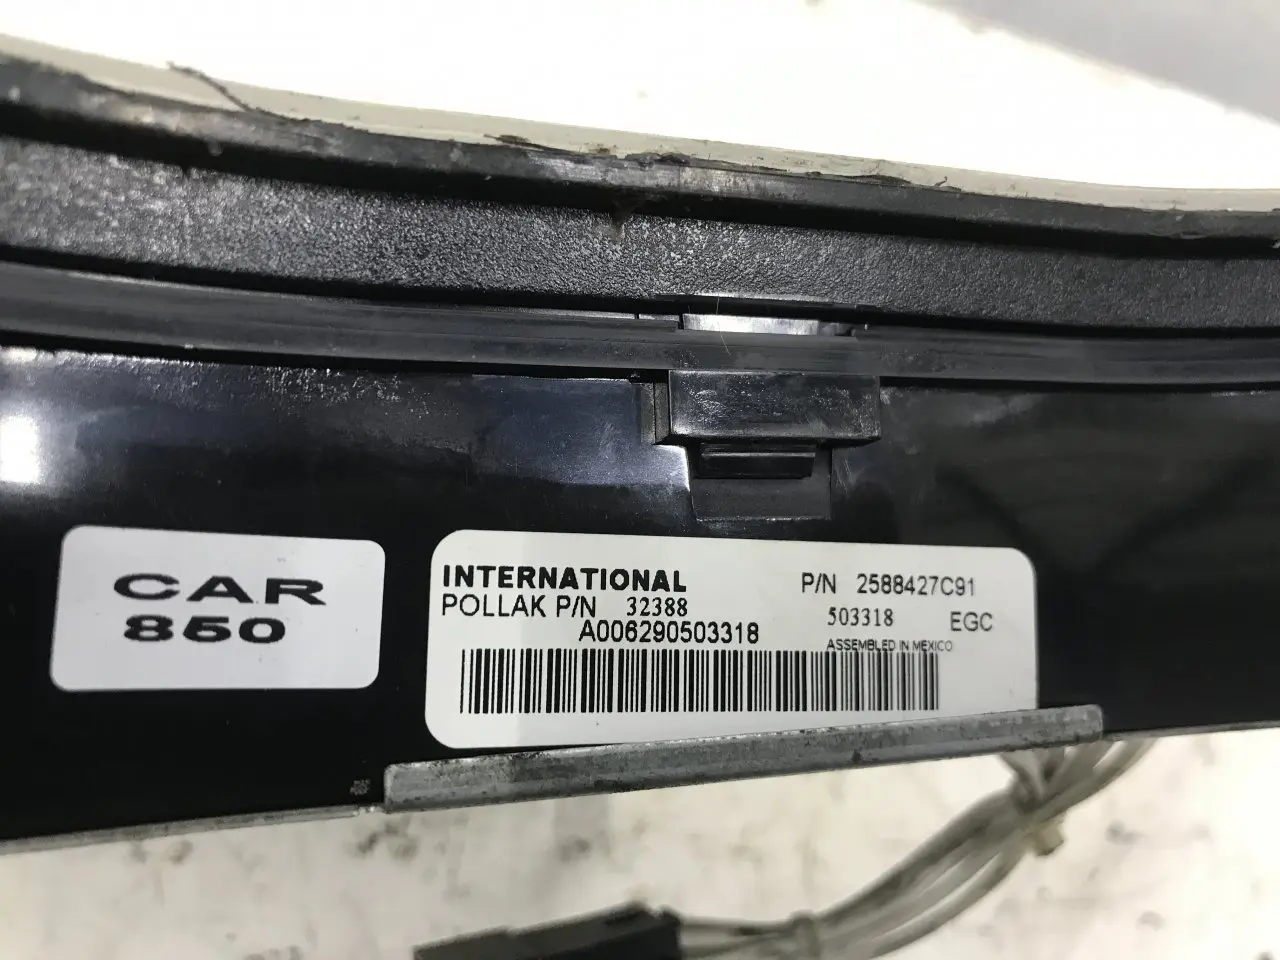 CAR
850
INTERNATIONAL P/N 2588427C91
POLLAK P/N 32388 503318 EGC
A006290503318
ASSEMBLED IN MEXICO